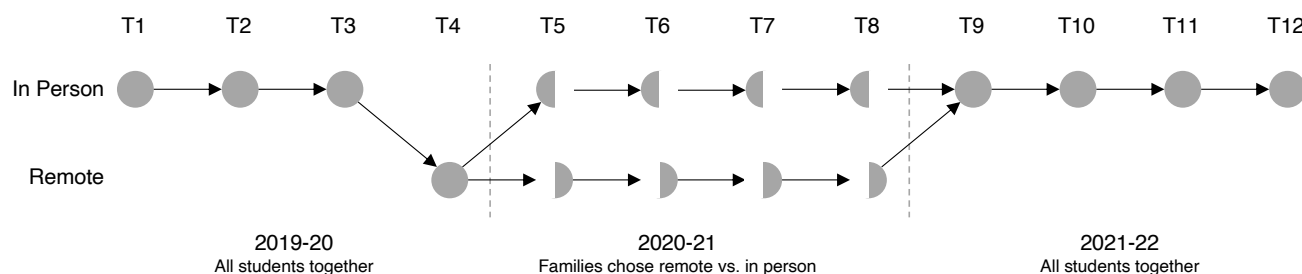 T1 T2 T3 T4 T5 T6 T7 T8 T9 T10 T11 T12
In Person
Remote
2019-20 2020-21 2021-22
All students together Families chose remote vs. in person All students together